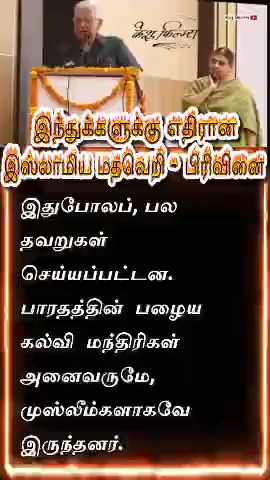 केशू फिल्म्स
இந்துக்களுக்கு எதிரான
இஸ்லாமிய மதவெறி - பிரிவினை
இதுபோலப், பல
தவறுகள்
செய்யப்பட்டன.
பாரதத்தின் பழைய
கல்வி மந்திரிகள்
அனைவருமே,
முஸ்லீம்களாகவே
இருந்தனர்.